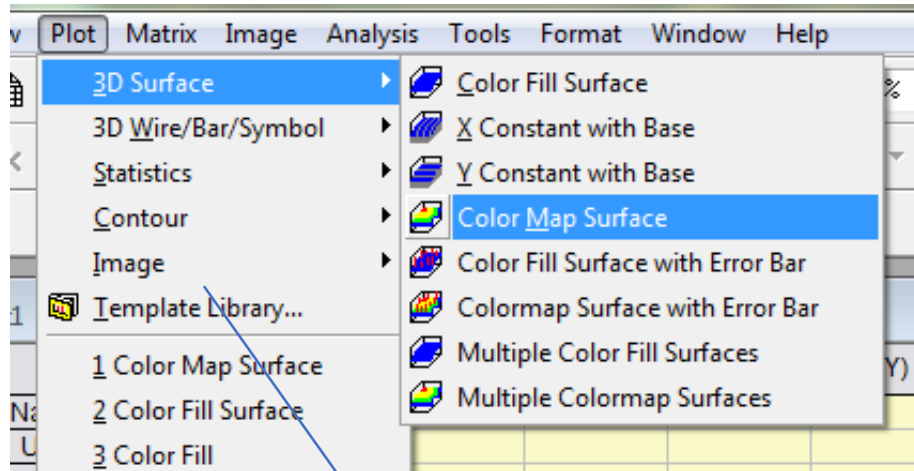 Plot Matrix Image Analysis Tools Format Window Help
3D Surface
3D Wire/Bar/Symbol
Statistics
Contour
Image
Template Library...
1 Color Map Surface
2 Color Fill Surface
3 Color Fill
Color Fill Surface
X Constant with Base
Y Constant with Base
Color Map Surface
Color Fill Surface with Error Bar
Colormap Surface with Error Bar
Multiple Color Fill Surfaces
Multiple Colormap Surfaces
%
Y)